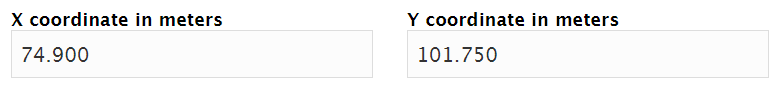 X coordinate in meters Y coordinate in meters
74.900 101.750